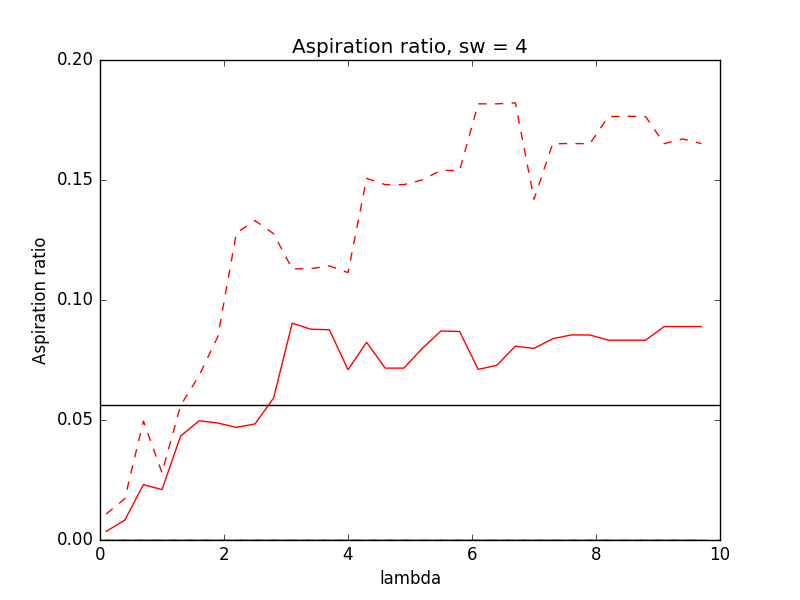 Aspiration ratio, sw = 4
0.20
0.15
0.10
0.05
0.00
Aspiration ratio
0 2 4 6 8 10
lambda